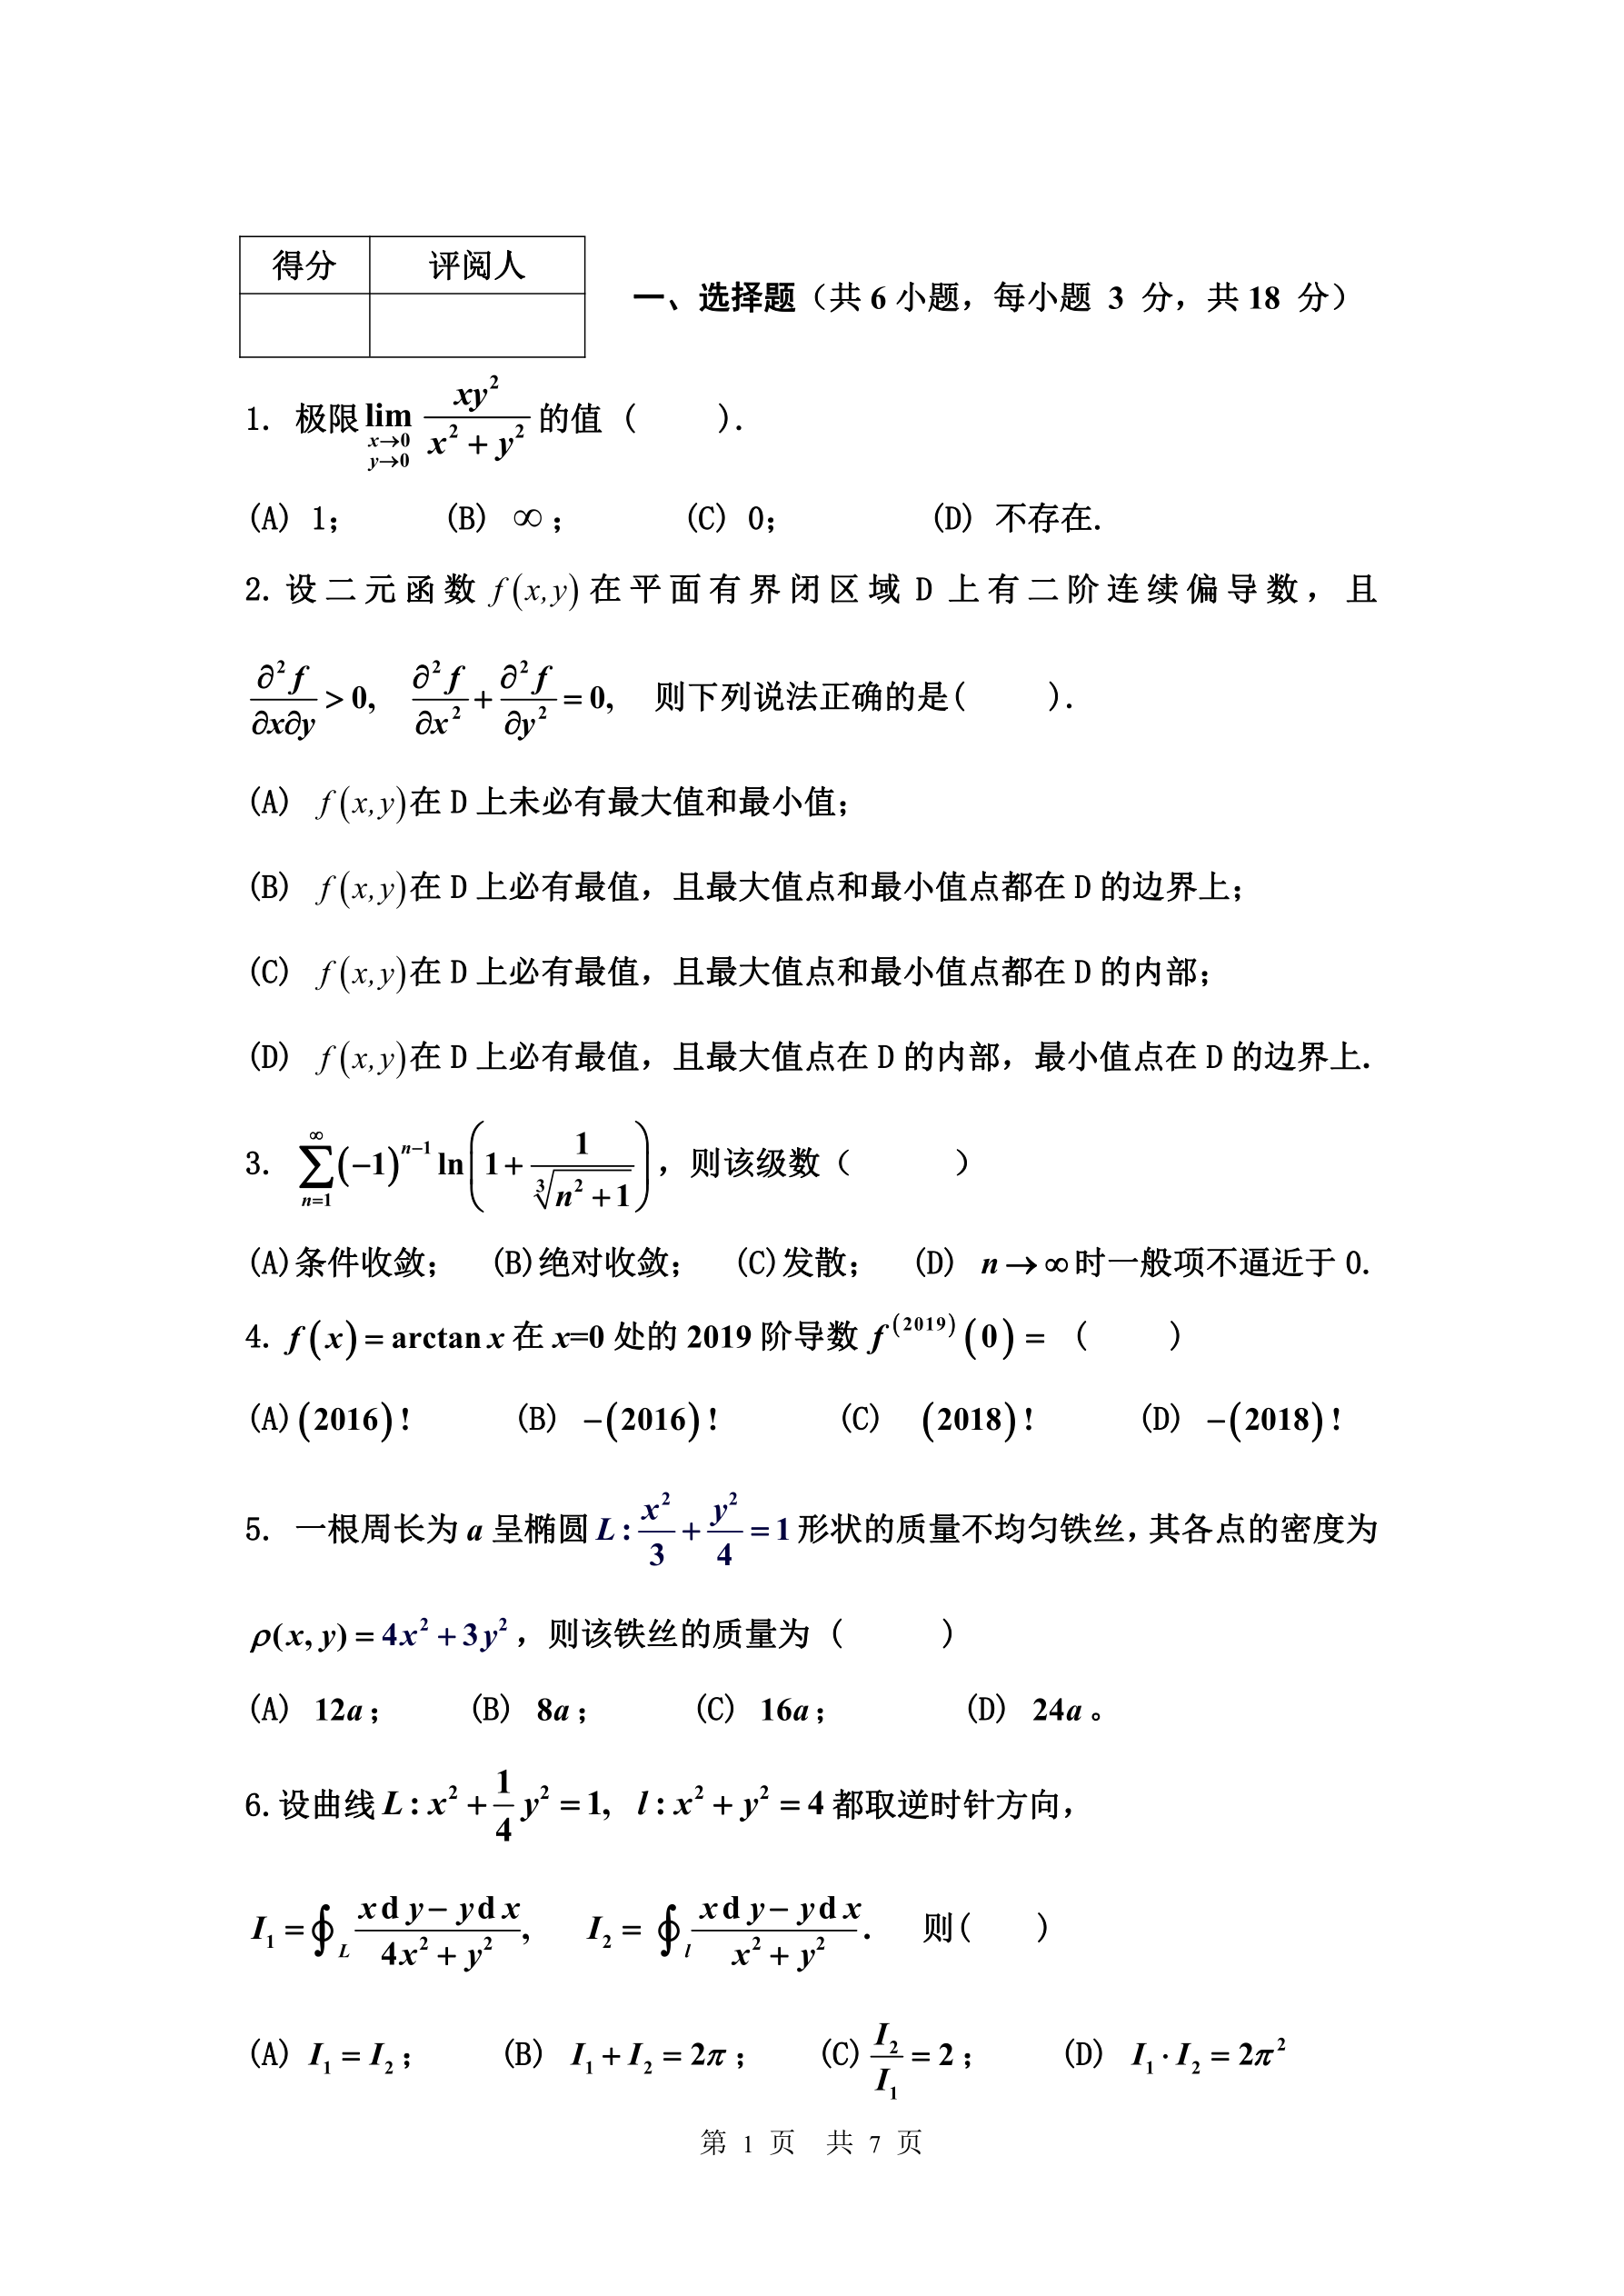 得分 评阅人
一、选择题（共 6 小题，每小题 3 分，共 18 分）
1. 极限 $\lim_{\substack{x\to 0\\ y\to 0}} \frac{xy^2}{x^2+y^2}$ 的值 ( ).
(A) 1; (B) ∞; (C) 0; (D) 不存在.
2. 设二元函数 $f(x,y)$ 在平面有界闭区域 D 上有二阶连续偏导数，且
$\frac{\partial^2 f}{\partial x\partial y}>0,\ \frac{\partial^2 f}{\partial x^2}+\frac{\partial^2 f}{\partial y^2}=0,$ 则下列说法正确的是( ).
(A) $f(x,y)$在 D 上未必有最大值和最小值;
(B) $f(x,y)$在 D 上必有最值，且最大值点和最小值点都在 D 的边界上;
(C) $f(x,y)$在 D 上必有最值，且最大值点和最小值点都在 D 的内部;
(D) $f(x,y)$在 D 上必有最值，且最大值点在 D 的内部，最小值点在 D 的边界上.
3. $\sum_{n=1}^{\infty}(-1)^{n-1}\ln\left(1+\frac{1}{\sqrt[3]{n^2+1}}\right)$，则该级数（ ）
(A)条件收敛; (B)绝对收敛; (C)发散; (D) $n\to\infty$时一般项不逼近于 0.
4. $f(x)=\arctan x$ 在 x=0 处的 2019 阶导数 $f^{(2019)}(0)=$ ( )
(A) (2016)! (B) −(2016)! (C) (2018)! (D) −(2018)!
5. 一根周长为 a 呈椭圆 $L:\frac{x^2}{3}+\frac{y^2}{4}=1$ 形状的质量不均匀铁丝，其各点的密度为
$\rho(x,y)=4x^2+3y^2$，则该铁丝的质量为 ( )
(A) 12a; (B) 8a; (C) 16a; (D) 24a。
6. 设曲线 $L:x^2+\frac{1}{4}y^2=1,\ l:x^2+y^2=4$ 都取逆时针方向，
$I_1=\oint_L\frac{x\,dy-y\,dx}{4x^2+y^2},\quad I_2=\oint_l\frac{x\,dy-y\,dx}{x^2+y^2}.$ 则( )
(A) $I_1=I_2$; (B) $I_1+I_2=2\pi$; (C) $\frac{I_2}{I_1}=2$; (D) $I_1\cdot I_2=2\pi^2$
第 1 页 共 7 页